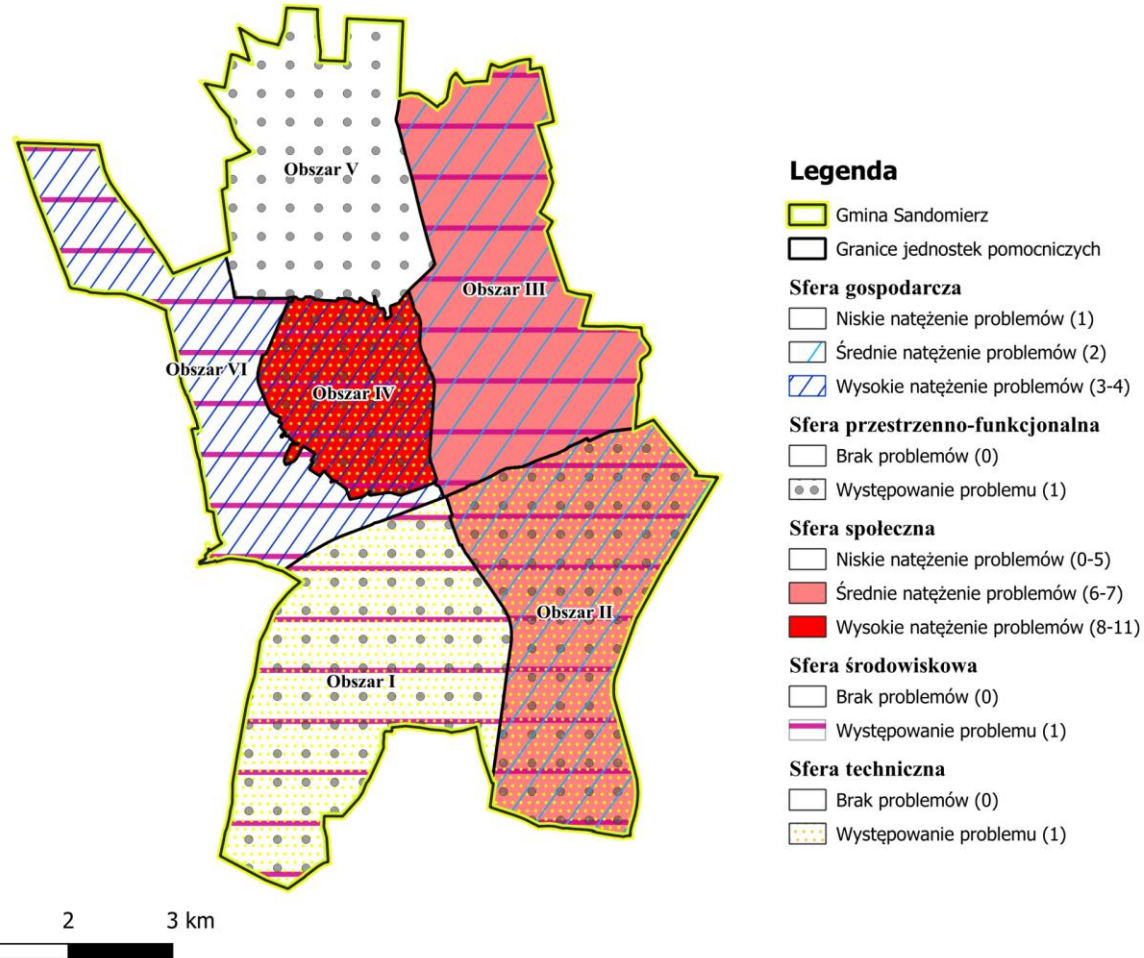 Obszar V
Obszar III
Obszar VI
Obszar IV
Obszar II
Obszar I
2 3 km
Legenda
Gmina Sandomierz
Granice jednostek pomocniczych
Sfera gospodarcza
Niskie natężenie problemów (1)
Średnie natężenie problemów (2)
Wysokie natężenie problemów (3-4)
Sfera przestrzenno-funkcjonalna
Brak problemów (0)
Występowanie problemu (1)
Sfera społeczna
Niskie natężenie problemów (0-5)
Średnie natężenie problemów (6-7)
Wysokie natężenie problemów (8-11)
Sfera środowiskowa
Brak problemów (0)
Występowanie problemu (1)
Sfera techniczna
Brak problemów (0)
Występowanie problemu (1)